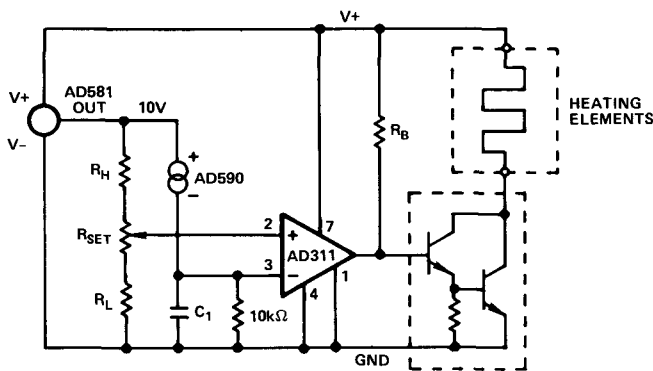 V+
V+
AD581
OUT
10V
V−
RH
+
AD590
−
RB
HEATING
ELEMENTS
RSET
2
+
7
AD311
3
−
1
4
RL
C1
10kΩ
GND